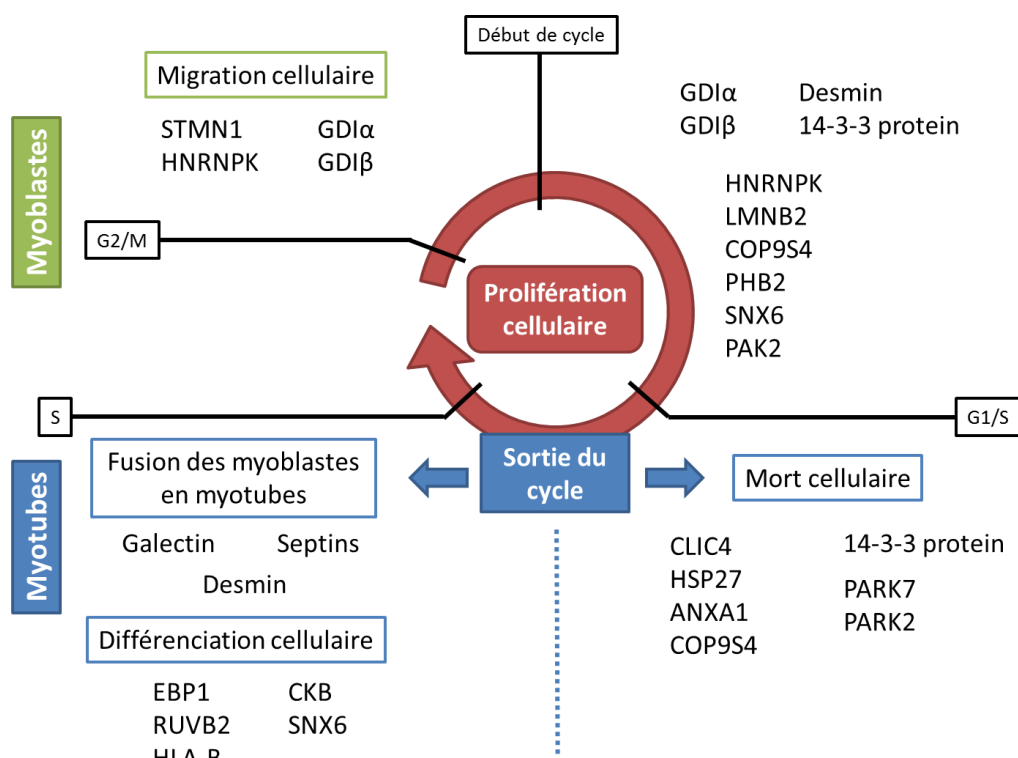 Début de cycle
Migration cellulaire
STMN1 GDIα
HNRNPK GDIβ
GDIα Desmin
GDIβ 14-3-3 protein
HNRNPK
LMNB2
COP9S4
PHB2
SNX6
PAK2
Myoblastes
G2/M
Prolifération
cellulaire
S
G1/S
Myotubes
Fusion des myoblastes
en myotubes
Sortie du
cycle
Mort cellulaire
Galectin Septins
Desmin
CLIC4 14-3-3 protein
HSP27
ANXA1
COP9S4
PARK7
PARK2
Différenciation cellulaire
EBP1 CKB
RUVB2 SNX6
HLA-B